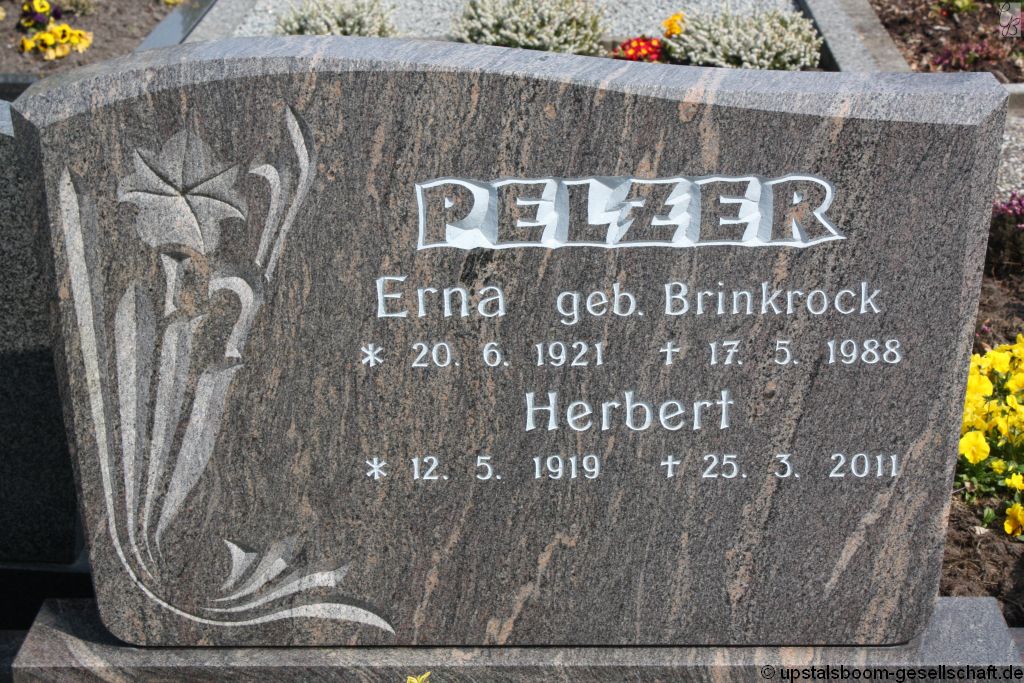 PELZER
Erna geb. Brinkrock
* 20. 6. 1921 † 17. 5. 1988
Herbert
* 12. 5. 1919 † 25. 3. 2011
© upstalsboom-gesellschaft.de